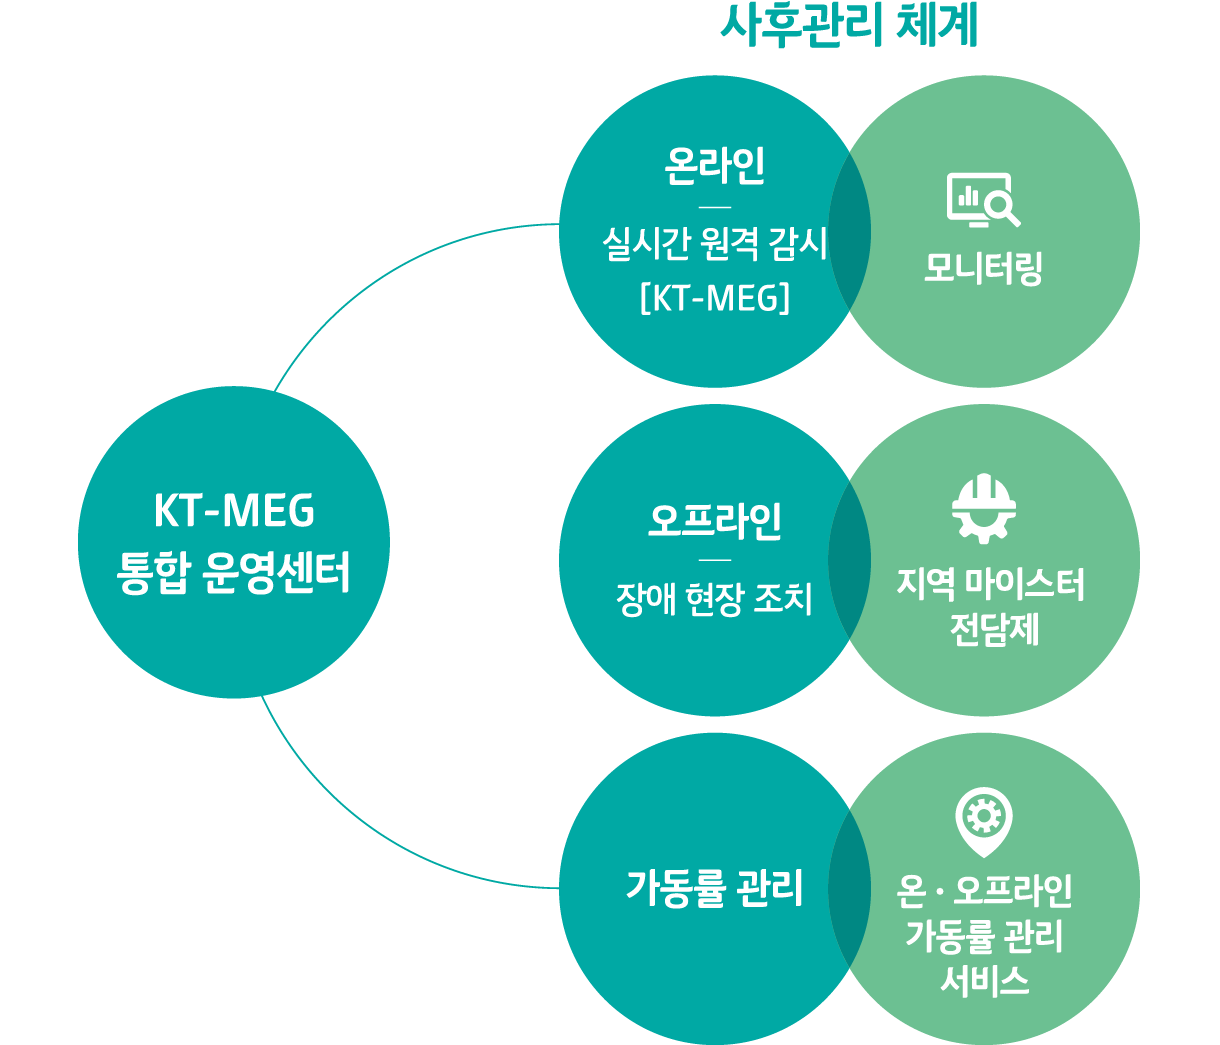 사후관리 체계
온라인
실시간 원격 감시
[KT-MEG]
모니터링
KT-MEG
통합 운영센터
오프라인
장애 현장 조치
지역 마이스터
전담제
가동률 관리
온 · 오프라인
가동률 관리
서비스